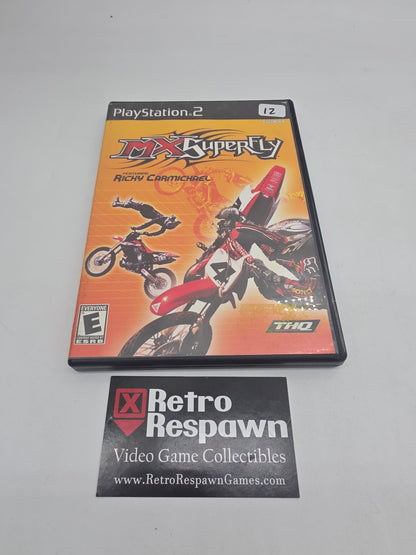 PlayStation 2
12
MX SuperFly
FEATURING
Ricky Carmichael
4
EVERYONE
E
ESRB
THQ
X Retro
Respawn
Video Game Collectibles
www.RetroRespawnGames.com